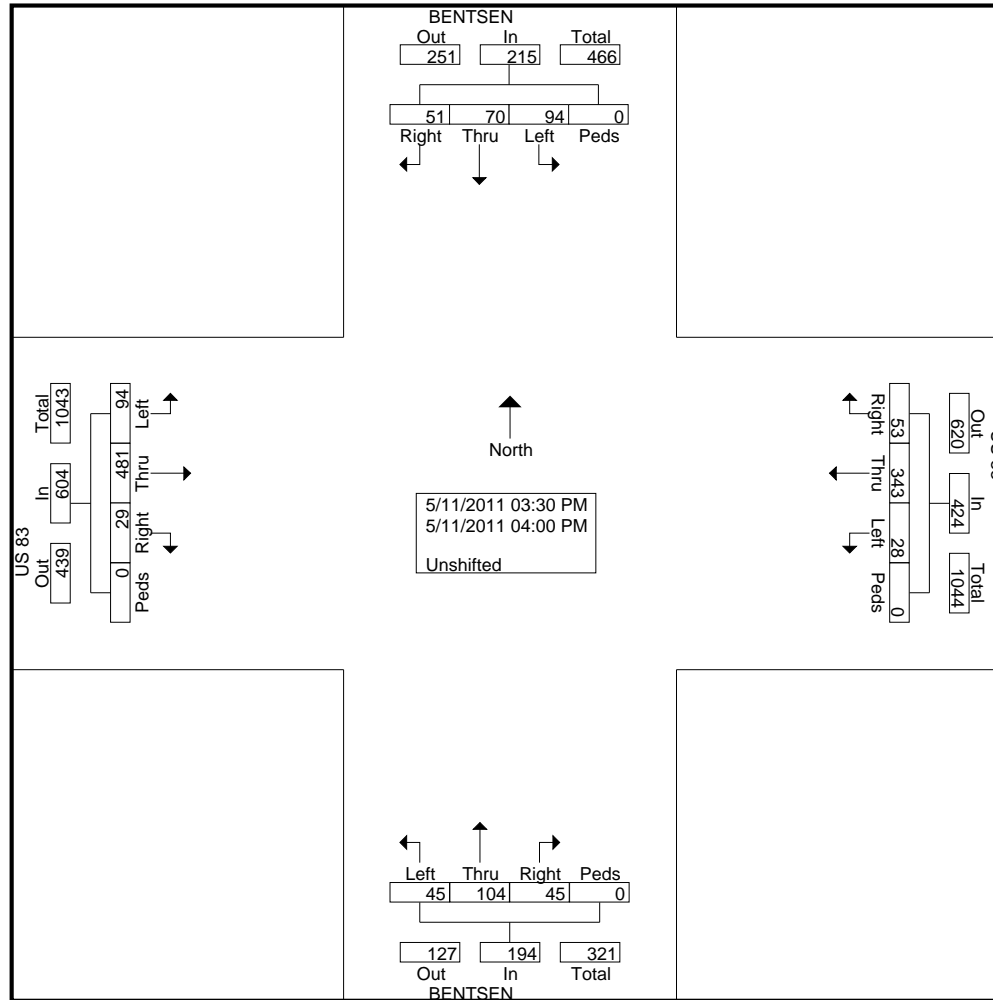 BENTSEN
Out In Total
251 215 466
51 70 94 0
Right Thru Left Peds
Total 1043
In 604
Out 439
US 83
94 481 29 0
Left Thru Right Peds
North
5/11/2011 03:30 PM
5/11/2011 04:00 PM
Unshifted
Right Thru Left Peds
53 343 28 0
Out 620
In 424
Total 1044
Left Thru Right Peds
45 104 45 0
127 194 321
Out In Total
BENTSEN